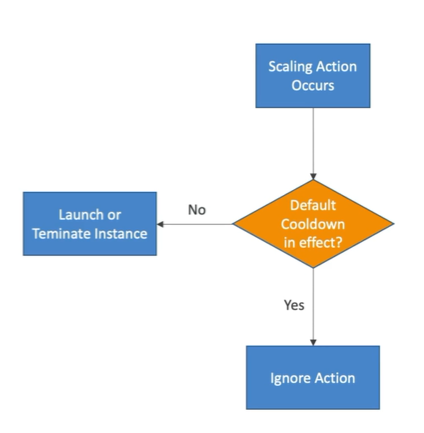 Scaling Action
Occurs
Default
Cooldown
in effect?
No
Launch or
Teminate Instance
Yes
Ignore Action